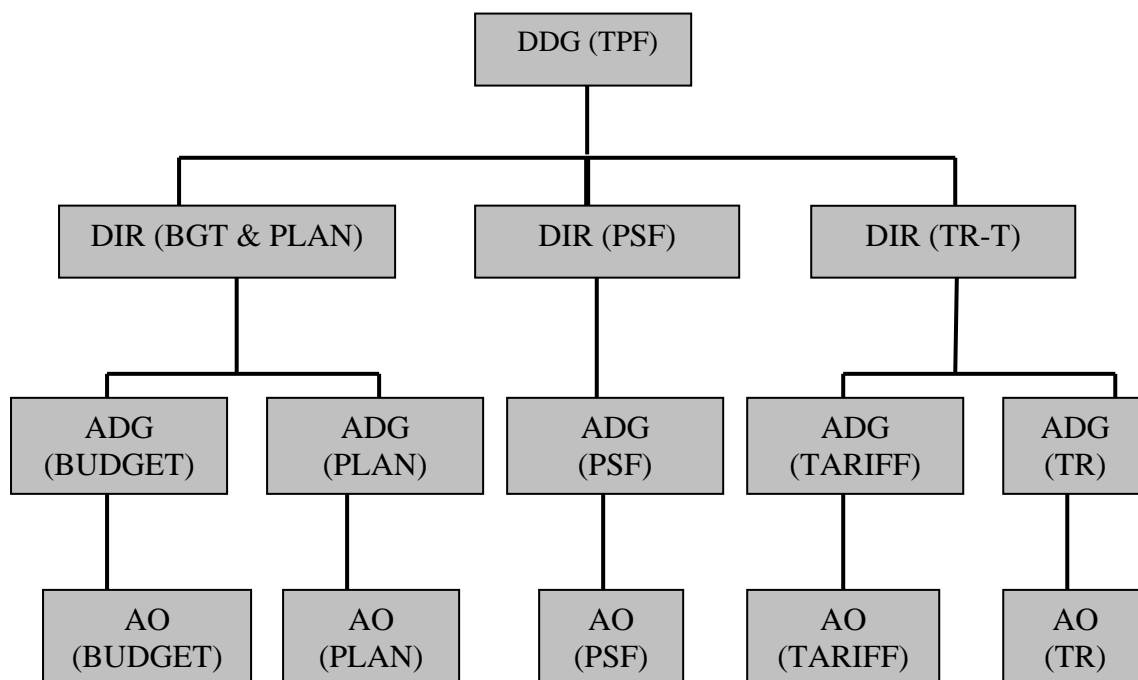 DDG (TPF)
DIR (BGT & PLAN)
DIR (PSF)
DIR (TR-T)
ADG
(BUDGET)
ADG
(PLAN)
ADG
(PSF)
ADG
(TARIFF)
ADG
(TR)
AO
(BUDGET)
AO
(PLAN)
AO
(PSF)
AO
(TARIFF)
AO
(TR)